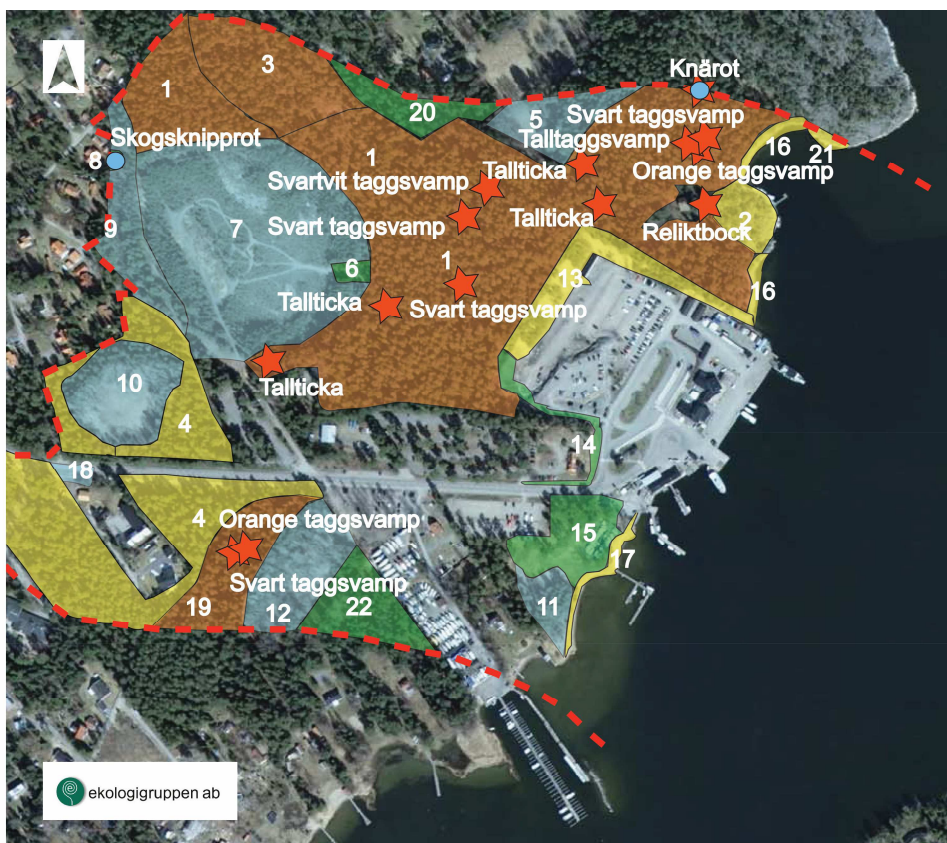 Knärot
3
1
20
5
Svart taggsvamp
Talltaggsvamp
16
21
Skogsknipprot
8
1
Svartvit taggsvamp
Tallticka
Orange taggsvamp
9
7
Svart taggsvamp
Tallticka
2
Reliktbock
6
1
13
16
Tallticka
Svart taggsvamp
10
Tallticka
4
18
14
4
Orange taggsvamp
15
17
Svart taggsvamp
19
12
22
11
ekologigruppen ab